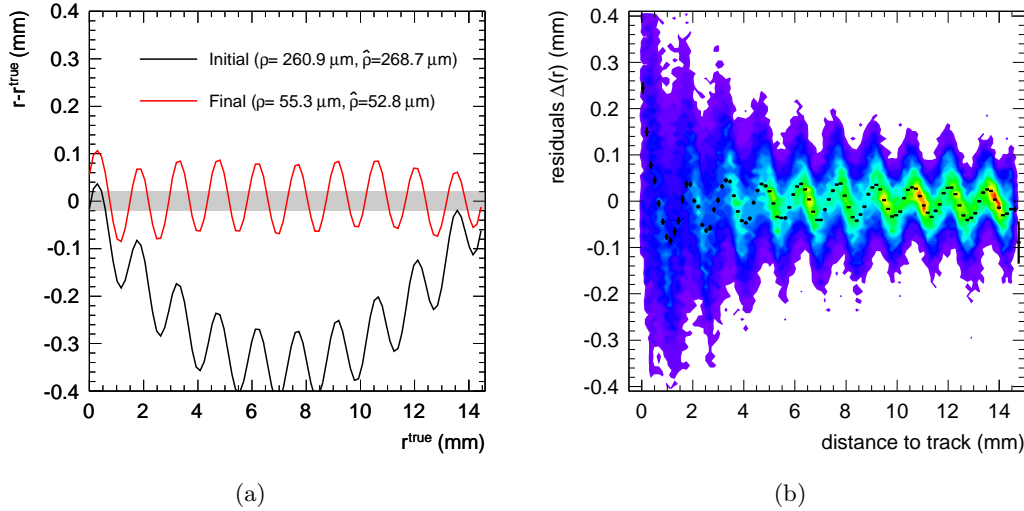 r-r^true (mm)
0.4
0.3
0.2
0.1
0
-0.1
-0.2
-0.3
-0.4
Initial (ρ= 260.9 μm, ρ̂=268.7 μm)
Final (ρ= 55.3 μm, ρ̂=52.8 μm)
0 2 4 6 8 10 12 14
r^true (mm)
(a)
residuals Δ(r) (mm)
0.4
0.3
0.2
0.1
0
-0.1
-0.2
-0.3
-0.4
0 2 4 6 8 10 12 14
distance to track (mm)
(b)